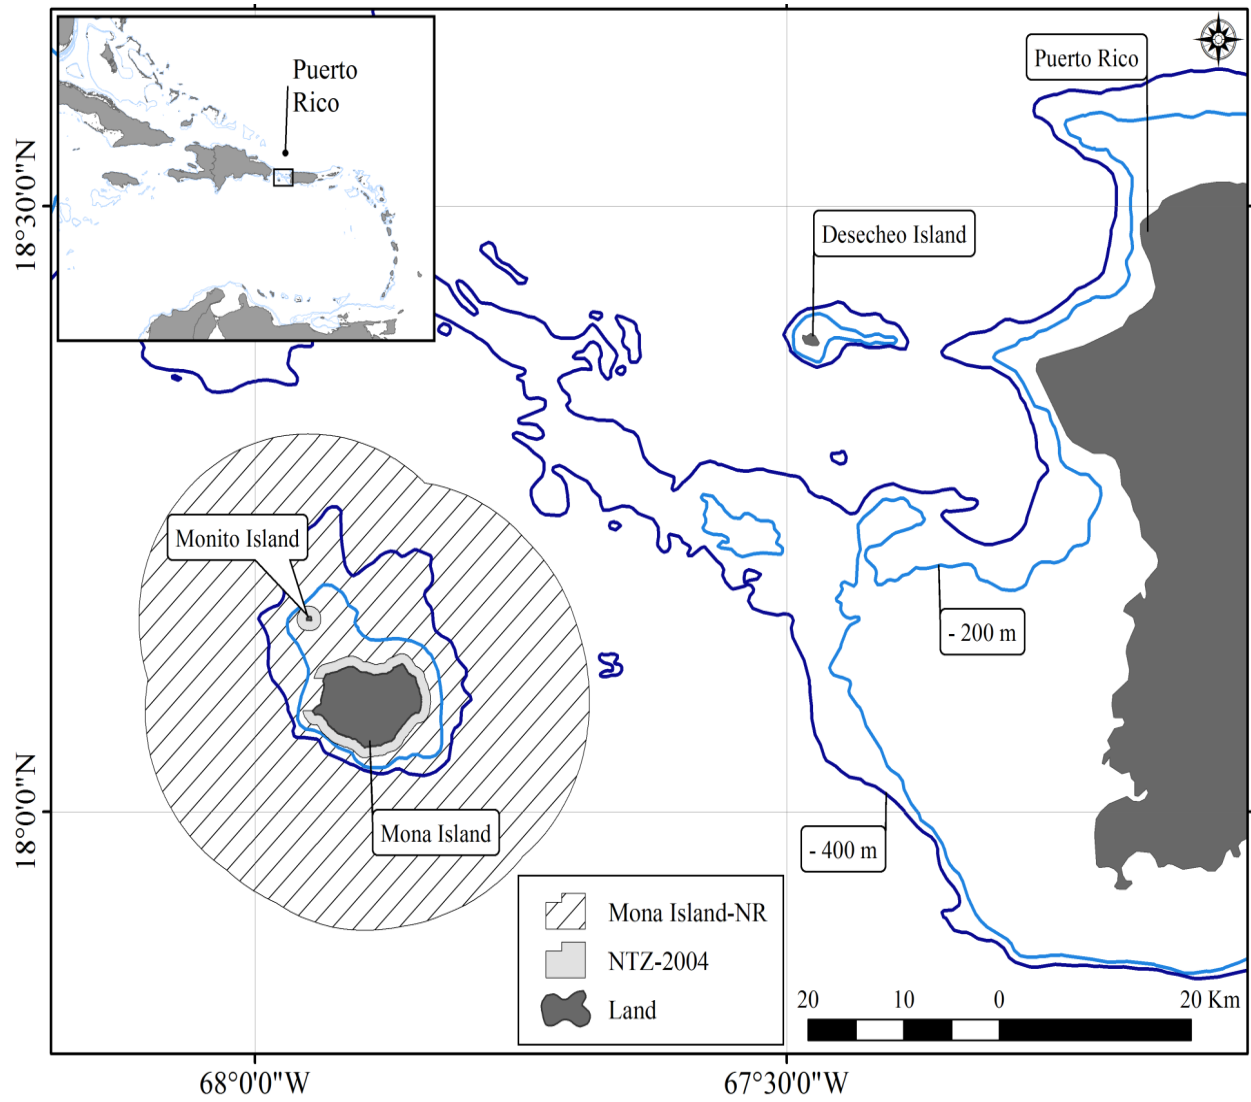 Puerto
Rico
Puerto Rico
18°30'0"N
Desecheo Island
Monito Island
- 200 m
18°0'0"N
Mona Island
- 400 m
Mona Island-NR
NTZ-2004
Land
20 10 0 20 Km
68°0'0"W 67°30'0"W